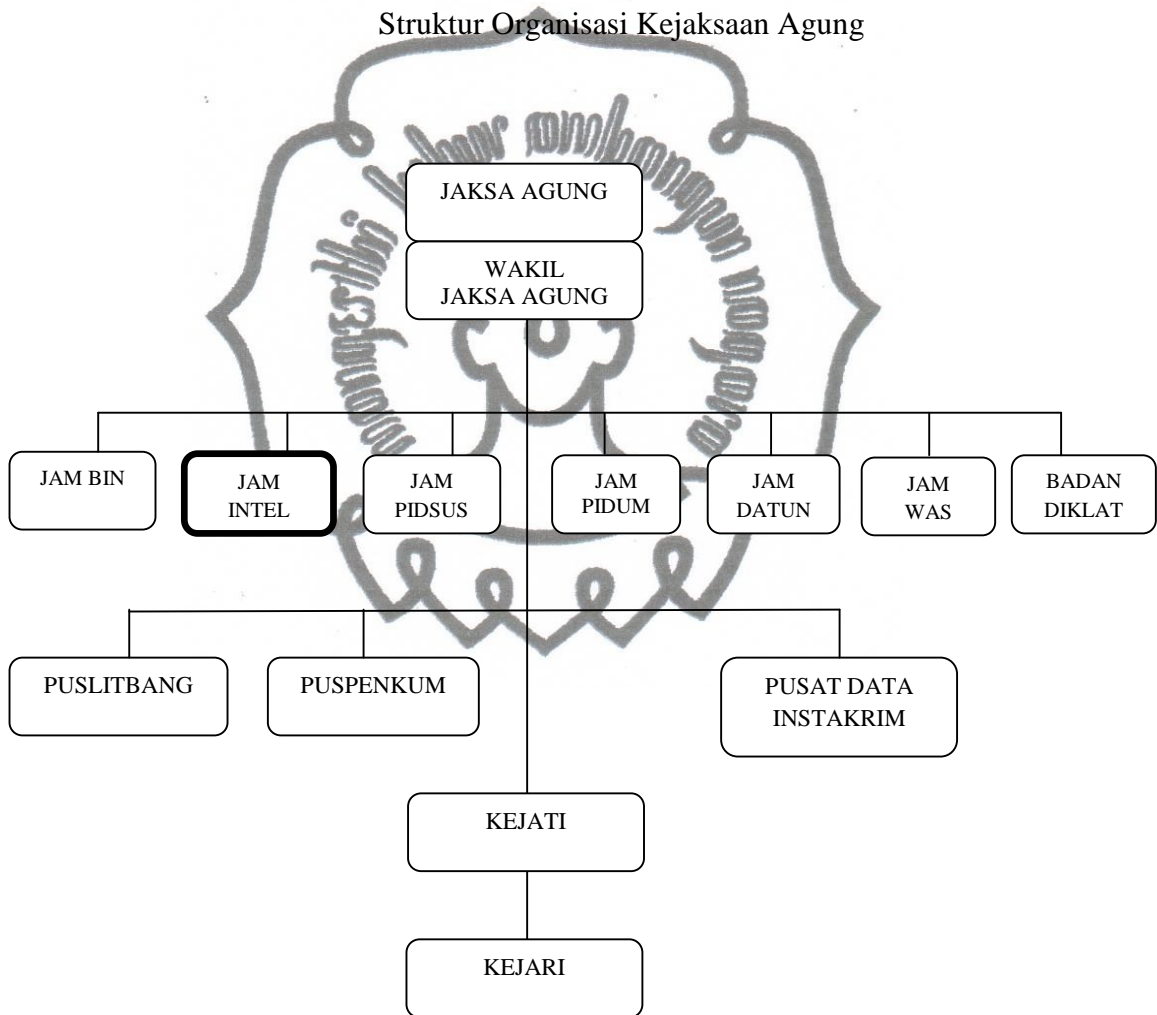 Struktur Organisasi Kejaksaan Agung
JAKSA AGUNG
WAKIL
JAKSA AGUNG
JAM BIN
JAM
INTEL
JAM
PIDSUS
JAM
PIDUM
JAM
DATUN
JAM
WAS
BADAN
DIKLAT
PUSLITBANG
PUSPENKUM
PUSAT DATA
INSTAKRIM
KEJATI
KEJARI